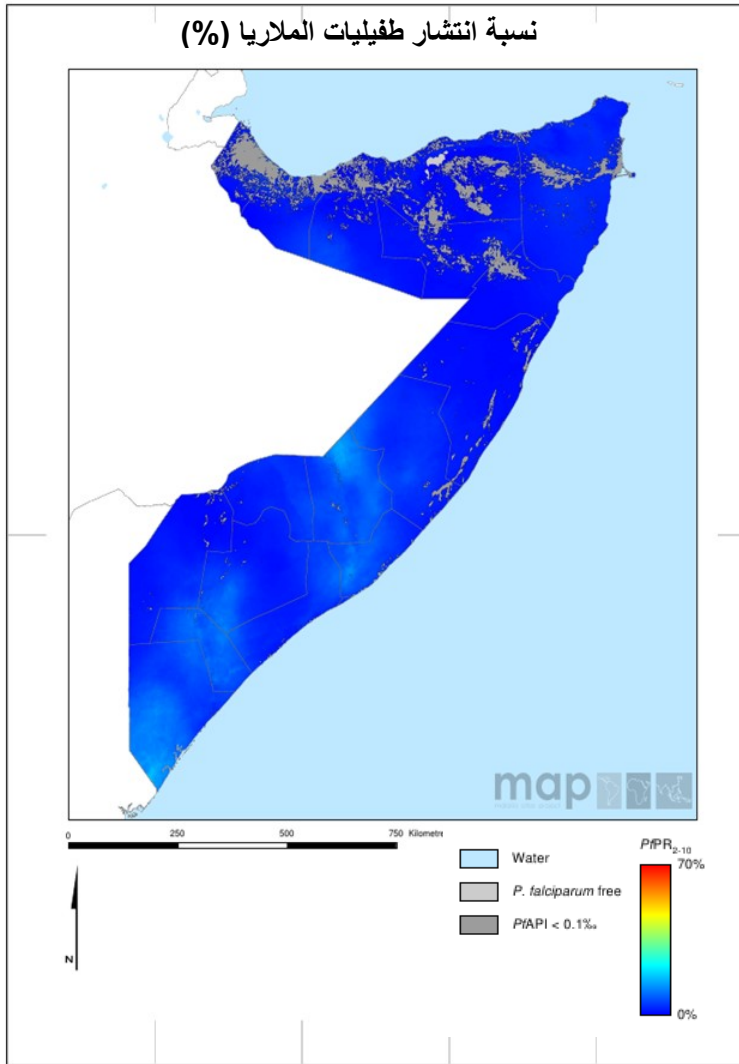 نسبة انتشار طفيليات الملاريا (%)
map
0 250 500 750 Kilometre
N
Water
P. falciparum free
PfAPI < 0.1‰
PfPR2-10
70%
0%